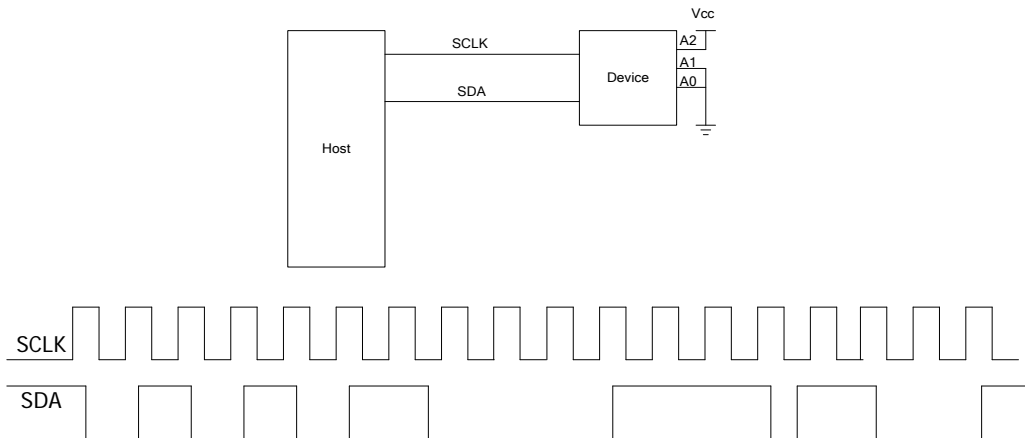 Vcc
SCLK
A2
A1
Device
A0
SDA
Host
SCLK
SDA